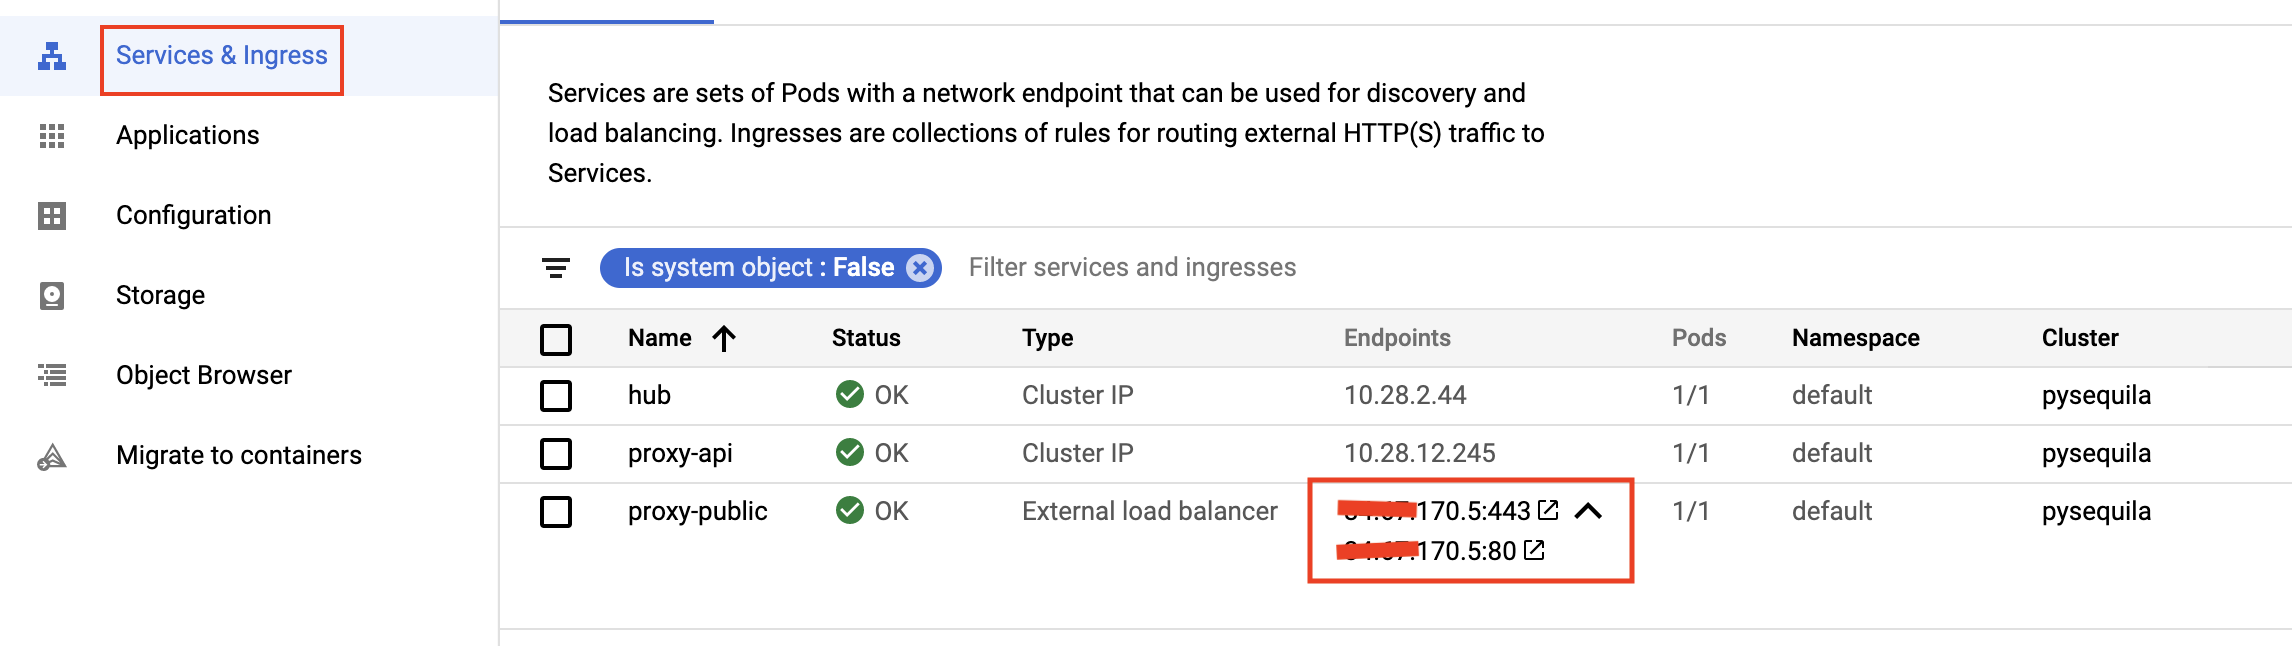 Services & Ingress
Applications
Configuration
Storage
Object Browser
Migrate to containers
Services are sets of Pods with a network endpoint that can be used for discovery and
load balancing. Ingresses are collections of rules for routing external HTTP(S) traffic to
Services.
Is system object : False Filter services and ingresses
Name Status Type Endpoints Pods Namespace Cluster
hub OK Cluster IP 10.28.2.44 1/1 default pysequila
proxy-api OK Cluster IP 10.28.12.245 1/1 default pysequila
proxy-public OK External load balancer 170.5:443 1/1 default pysequila
170.5:80